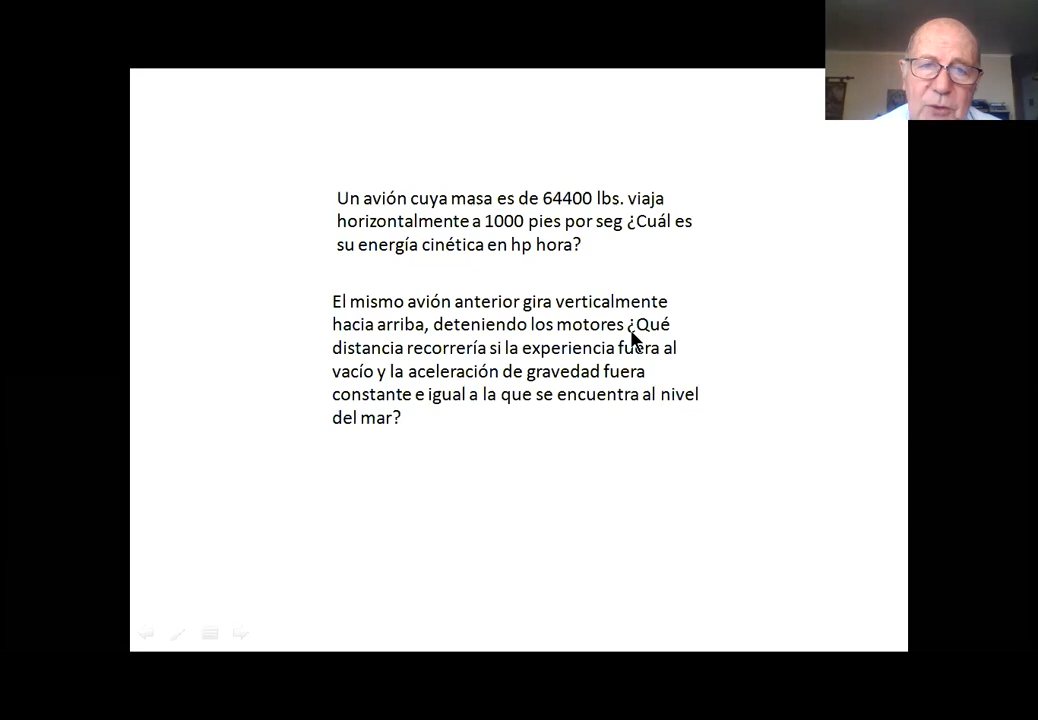 Un avión cuya masa es de 64400 lbs. viaja
horizontalmente a 1000 pies por seg ¿Cuál es
su energía cinética en hp hora?
El mismo avión anterior gira verticalmente
hacia arriba, deteniendo los motores ¿Qué
distancia recorrería si la experiencia fuera al
vacío y la aceleración de gravedad fuera
constante e igual a la que se encuentra al nivel
del mar?